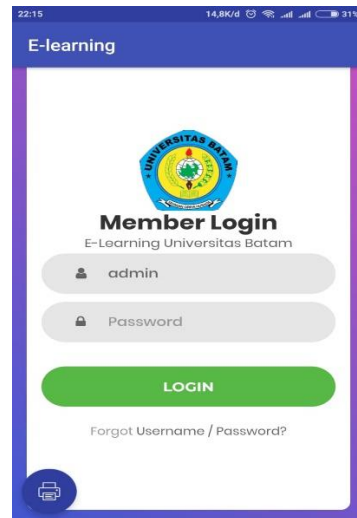 22:15 14,8K/d 31%
E-learning
UNIVERSITAS BATAM
Member Login
E-Learning Universitas Batam
admin
Password
LOGIN
Forgot Username / Password?